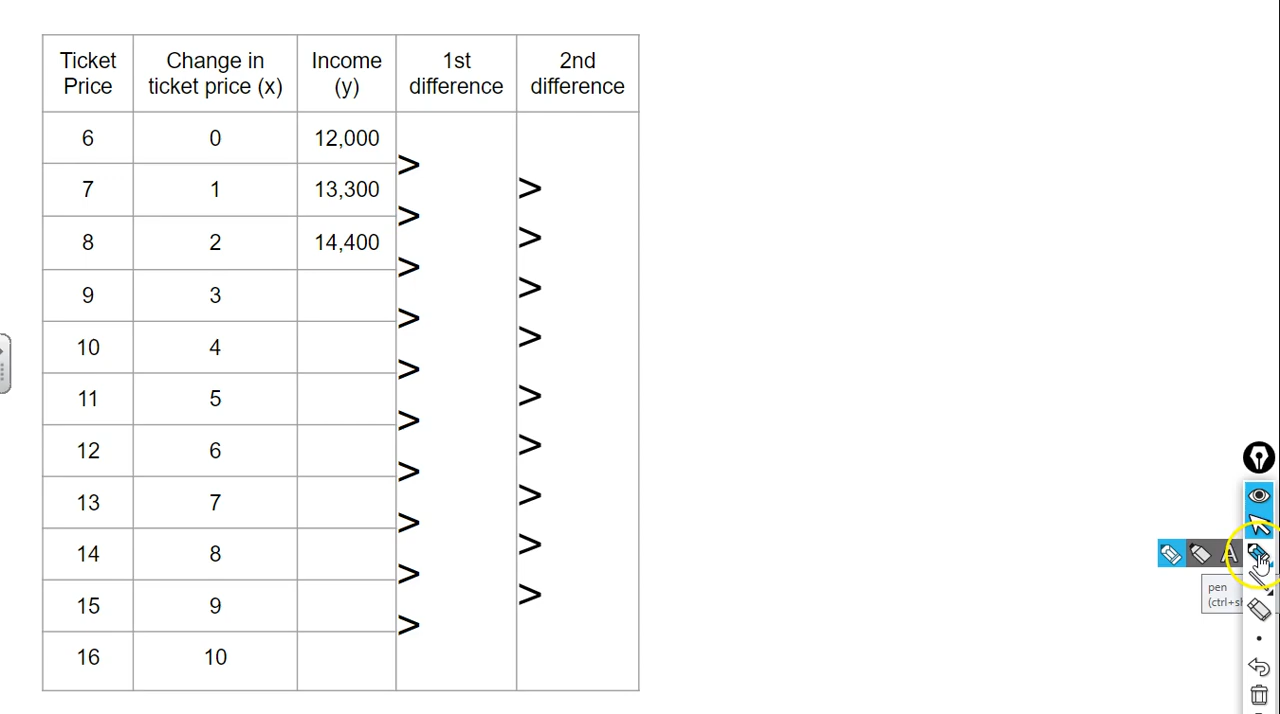 Ticket Price
Change in ticket price (x)
Income (y)
1st difference
2nd difference
6 0 12,000
>
7 1 13,300 >
>
8 2 14,400 >
>
9 3 >
>
10 4 >
>
11 5 >
>
12 6 >
>
13 7 >
>
14 8 >
>
15 9 >
>
16 10
A
pen
(ctrl+sh